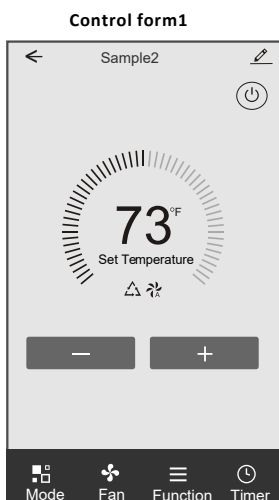 Control form1
Sample2
73°F
Set Temperature
A
Mode Fan Function Timer